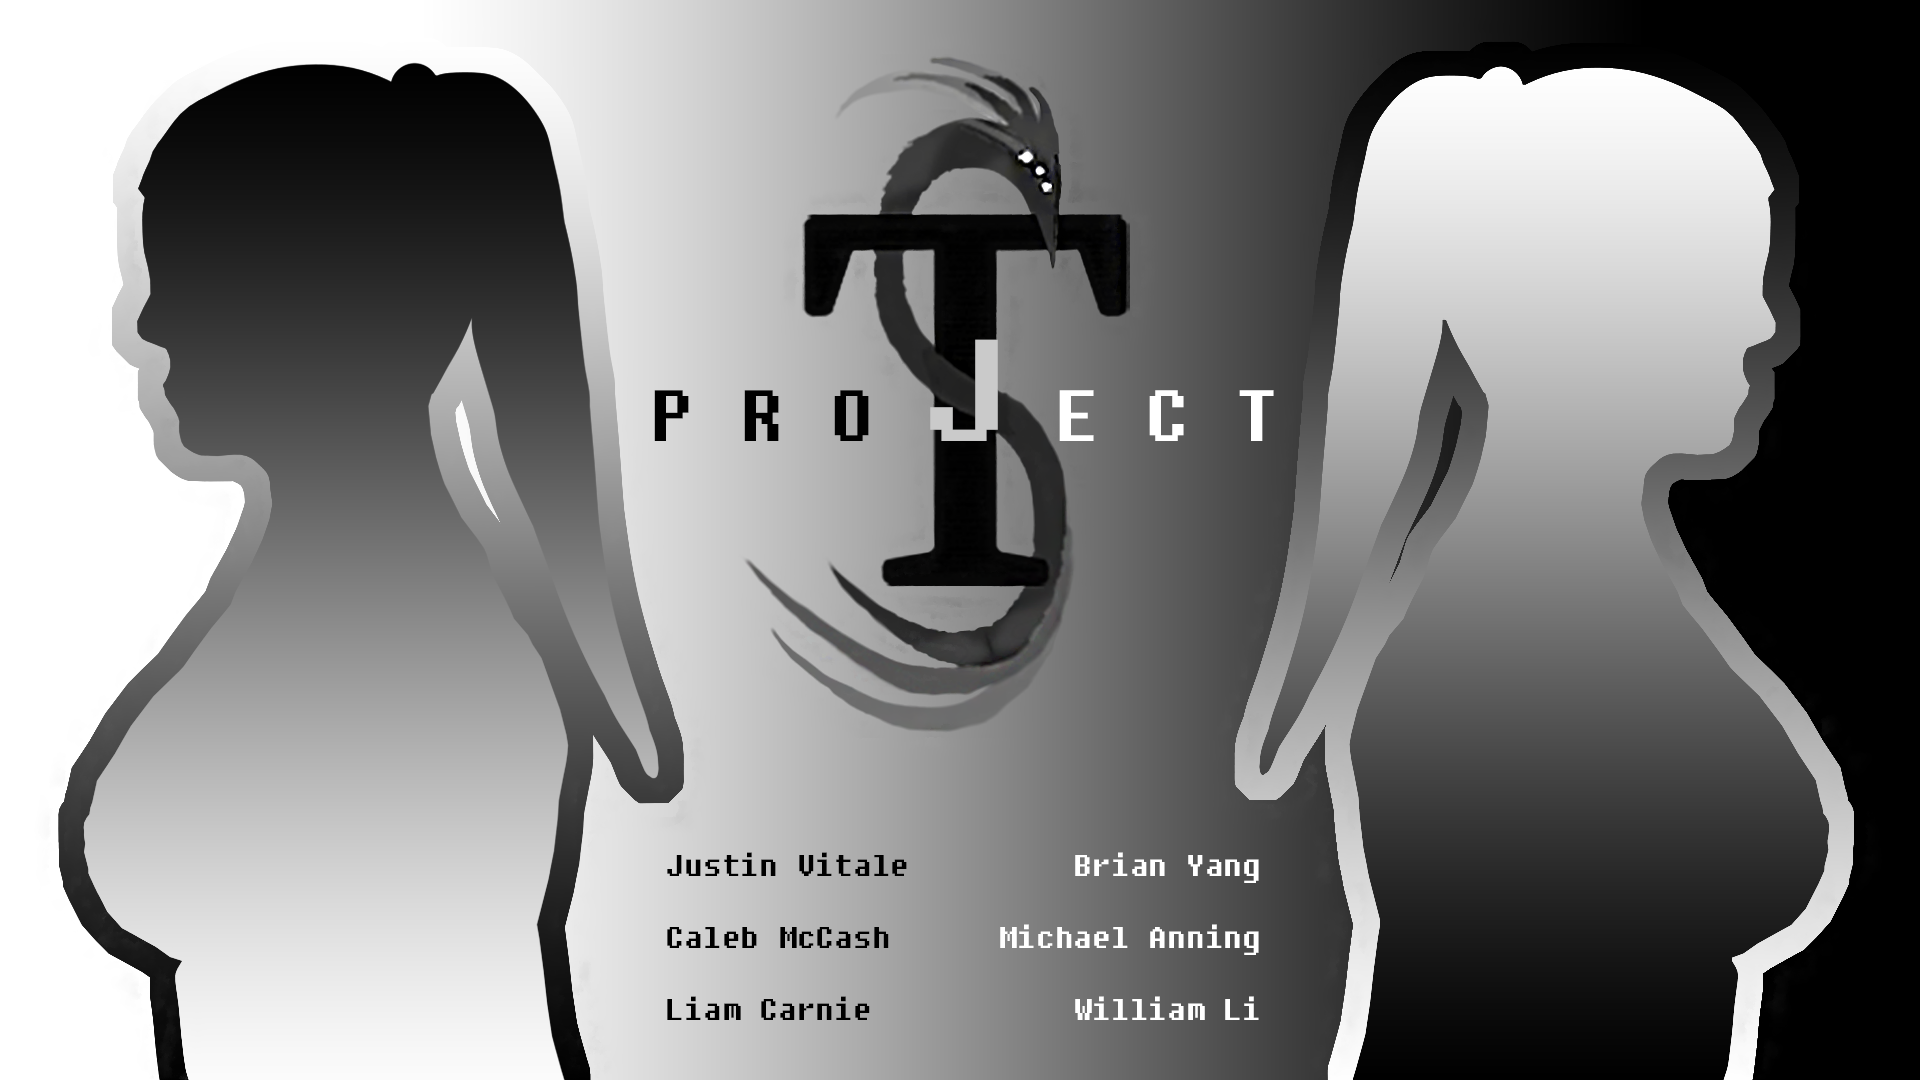 T
PROJECT
Justin Vitale
Brian Yang
Caleb McCash
Michael Anning
Liam Carnie
William Li